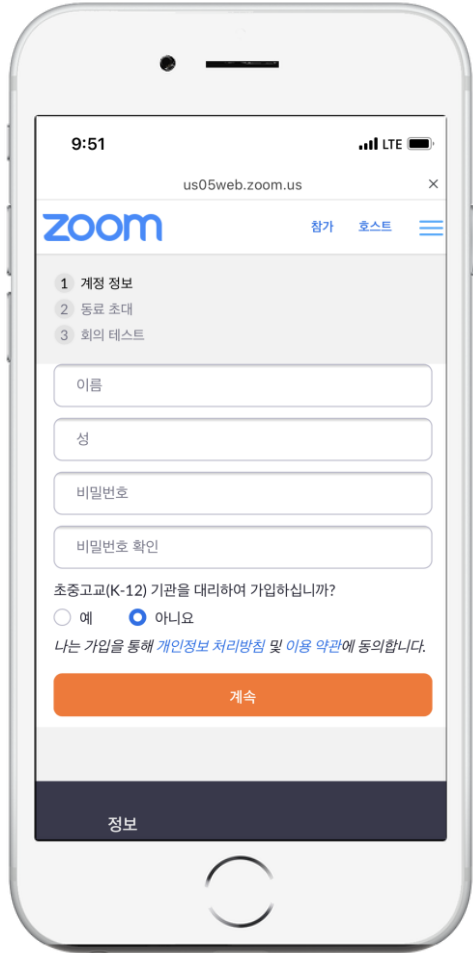 9:51
LTE
us05web.zoom.us
zoom
참가 호스트
1 계정 정보
2 동료 초대
3 회의 테스트
이름
성
비밀번호
비밀번호 확인
초중고교(K-12) 기관을 대리하여 가입하십니까?
예 아니요
나는 가입을 통해 개인정보 처리방침 및 이용 약관에 동의합니다.
계속
정보